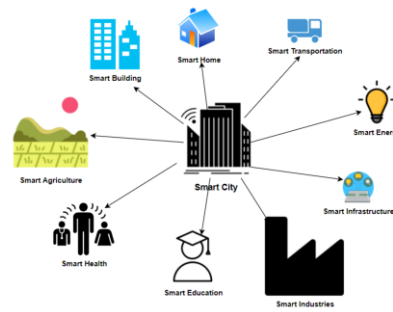 Smart Home
Smart Transportation
Smart Building
Smart Energ
Smart Agriculture
Smart City
Smart Infrastructure
Smart Health
Smart Education
Smart Industries